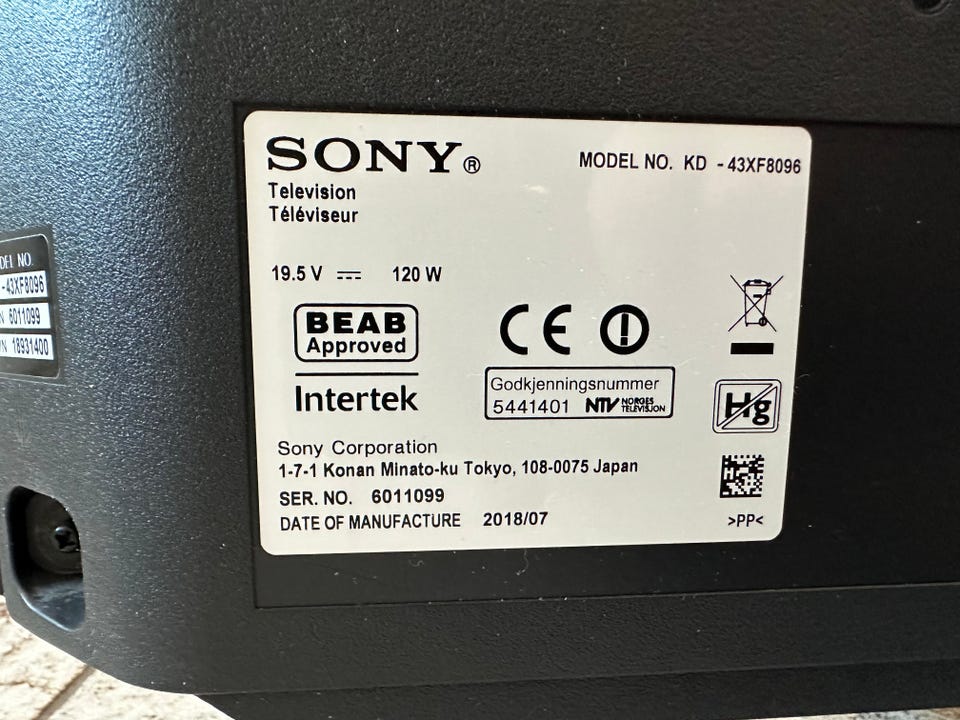 SONY®
MODEL NO. KD - 43XF8096
Television
Téléviseur
19.5 V 120 W
BEAB
Approved
Intertek
CE
Godkjenningsnummer
5441401 NTV NORGES TELEVISJON
Hg
Sony Corporation
1-7-1 Konan Minato-ku Tokyo, 108-0075 Japan
SER. NO. 6011099
DATE OF MANUFACTURE 2018/07
>PP<
NO.
-43XF8096
6011099
18931400